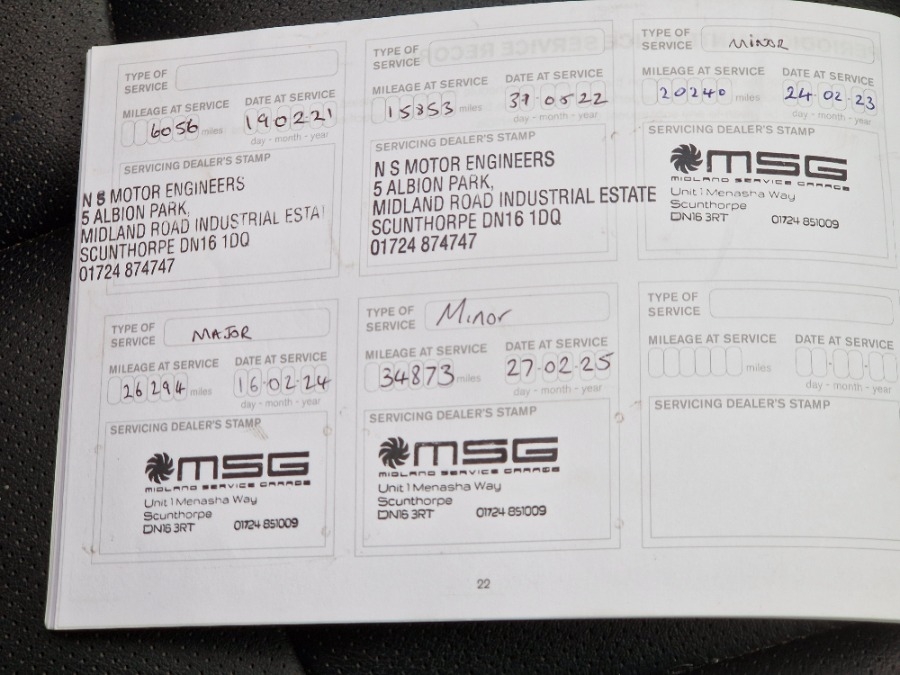 TYPE OF
SERVICE
MILEAGE AT SERVICE DATE AT SERVICE
6056 miles 19 02 21
day - month - year
SERVICING DEALER'S STAMP
N S MOTOR ENGINEERS
5 ALBION PARK,
MIDLAND ROAD INDUSTRIAL ESTA
SCUNTHORPE DN16 1DQ
01724 874747
TYPE OF
SERVICE
MILEAGE AT SERVICE DATE AT SERVICE
15853 miles 31-05-22
day - month - year
SERVICING DEALER'S STAMP
N S MOTOR ENGINEERS
5 ALBION PARK,
MIDLAND ROAD INDUSTRIAL ESTATE
SCUNTHORPE DN16 1DQ
01724 874747
TYPE OF
SERVICE MINOR
MILEAGE AT SERVICE DATE AT SERVICE
20240 miles 24-02-23
day - month - year
SERVICING DEALER'S STAMP
MSG
MIDLAND SERVICE GARAGE
Unit 1 Menasha Way
Scunthorpe
DN16 3RT 01724 851009
TYPE OF
SERVICE MAJOR
MILEAGE AT SERVICE DATE AT SERVICE
26294 miles 16-02-24
day - month - year
SERVICING DEALER'S STAMP
MSG
MIDLAND SERVICE GARAGE
Unit 1 Menasha Way
Scunthorpe
DN16 3RT 01724 851009
TYPE OF
SERVICE Minor
MILEAGE AT SERVICE DATE AT SERVICE
34873 miles 27-02-25
day - month - year
SERVICING DEALER'S STAMP
MSG
MIDLAND SERVICE GARAGE
Unit 1 Menasha Way
Scunthorpe
DN16 3RT 01724 851009
TYPE OF
SERVICE
MILEAGE AT SERVICE DATE AT SERVICE
miles
day - month - year
SERVICING DEALER'S STAMP
22